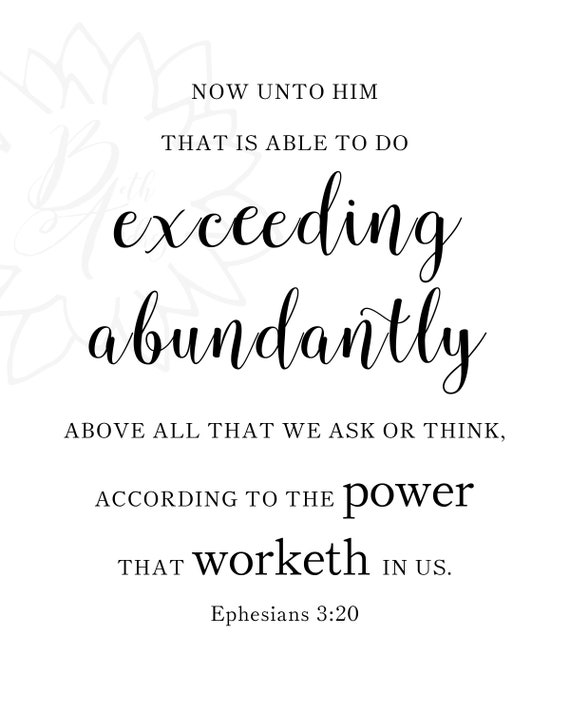 NOW UNTO HIM
THAT IS ABLE TO DO
exceeding
abundantly
ABOVE ALL THAT WE ASK OR THINK,
ACCORDING TO THE power
THAT worketh IN US.
Ephesians 3:20